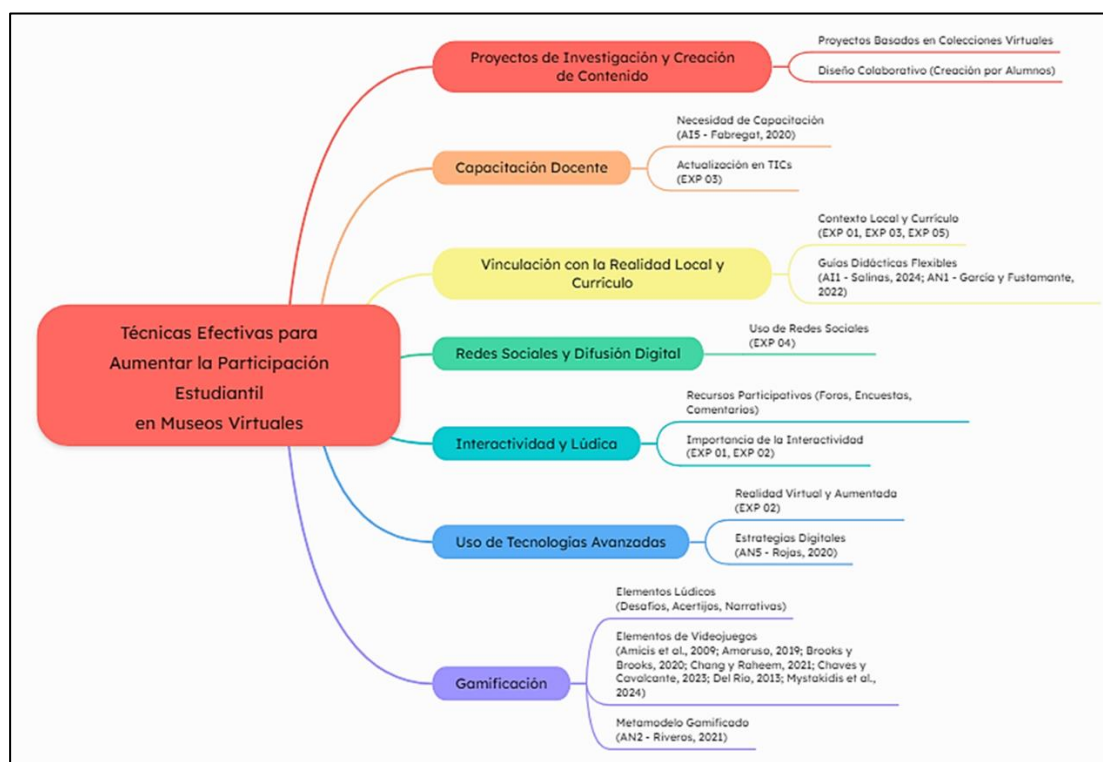 Técnicas Efectivas para
Aumentar la Participación
Estudiantil
en Museos Virtuales
Proyectos de Investigación y Creación
de Contenido
Proyectos Basados en Colecciones Virtuales
Diseño Colaborativo (Creación por Alumnos)
Capacitación Docente
Necesidad de Capacitación
(AI5 - Fabregat, 2020)
Actualización en TICs
(EXP 03)
Vinculación con la Realidad Local y
Currículo
Contexto Local y Currículo
(EXP 01, EXP 03, EXP 05)
Guías Didácticas Flexibles
(AI1 - Salinas, 2024; AN1 - García y Fustamante,
2022)
Redes Sociales y Difusión Digital
Uso de Redes Sociales
(EXP 04)
Interactividad y Lúdica
Recursos Participativos (Foros, Encuestas,
Comentarios)
Importancia de la Interactividad
(EXP 01, EXP 02)
Uso de Tecnologías Avanzadas
Realidad Virtual y Aumentada
(EXP 02)
Estrategias Digitales
(AN5 - Rojas, 2020)
Gamificación
Elementos Lúdicos
(Desafíos, Acertijos, Narrativas)
Elementos de Videojuegos
(Amicis et al., 2009; Amoruso, 2019; Brooks y
Brooks, 2020; Chang y Raheem, 2021; Chaves y
Cavalcante, 2023; Del Río, 2013; Mystakidis et al.,
2024)
Metamodelo Gamificado
(AN2 - Riveros, 2021)